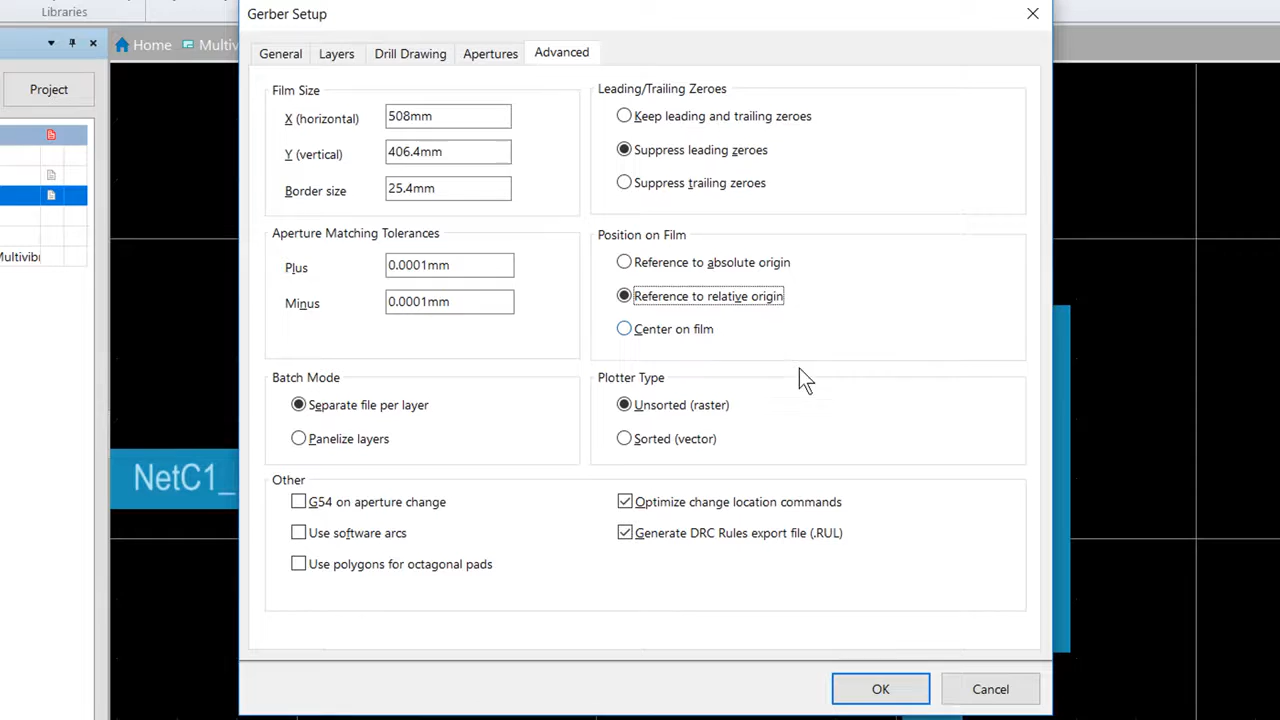 Libraries
Gerber Setup
Home
Multiv
General
Layers
Drill Drawing
Apertures
Advanced
Project
Film Size
X (horizontal)
508mm
Y (vertical)
406.4mm
Border size
25.4mm
Leading/Trailing Zeroes
Keep leading and trailing zeroes
Suppress leading zeroes
Suppress trailing zeroes
Aperture Matching Tolerances
Plus
0.0001mm
Minus
0.0001mm
Position on Film
Reference to absolute origin
Reference to relative origin
Center on film
Multivib
Batch Mode
Separate file per layer
Panelize layers
Plotter Type
Unsorted (raster)
Sorted (vector)
NetC1_
Other
G54 on aperture change
Use software arcs
Use polygons for octagonal pads
Optimize change location commands
Generate DRC Rules export file (.RUL)
OK
Cancel